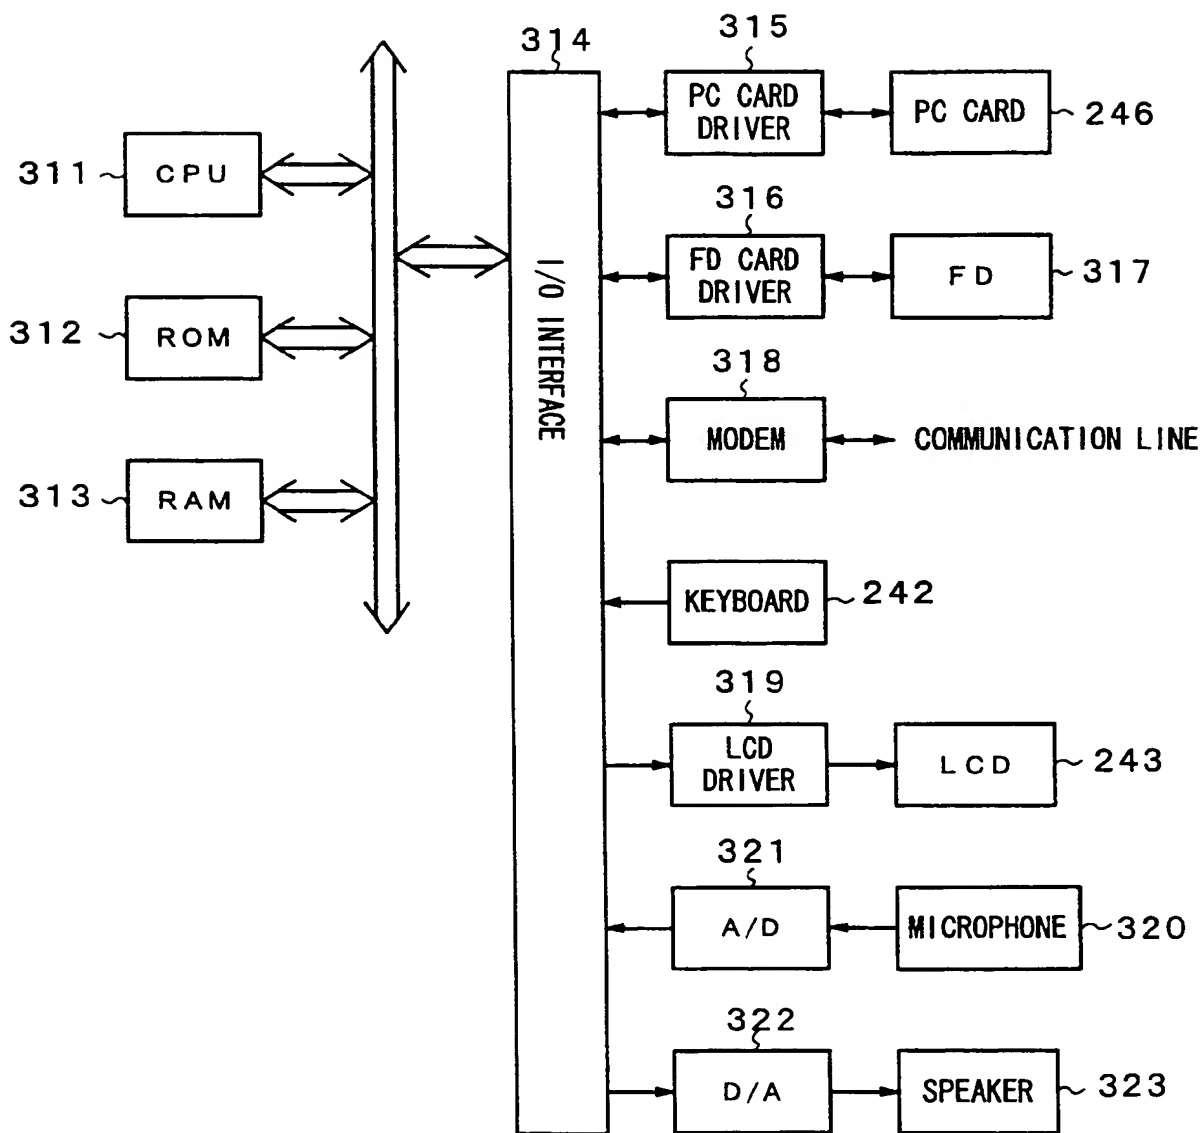 314
315
PC CARD
DRIVER
PC CARD
246
311
CPU
316
FD CARD
DRIVER
FD
317
I/O INTERFACE
312
ROM
318
MODEM
COMMUNICATION LINE
313
RAM
KEYBOARD
242
319
LCD
DRIVER
LCD
243
321
A/D
MICROPHONE
320
322
D/A
SPEAKER
323